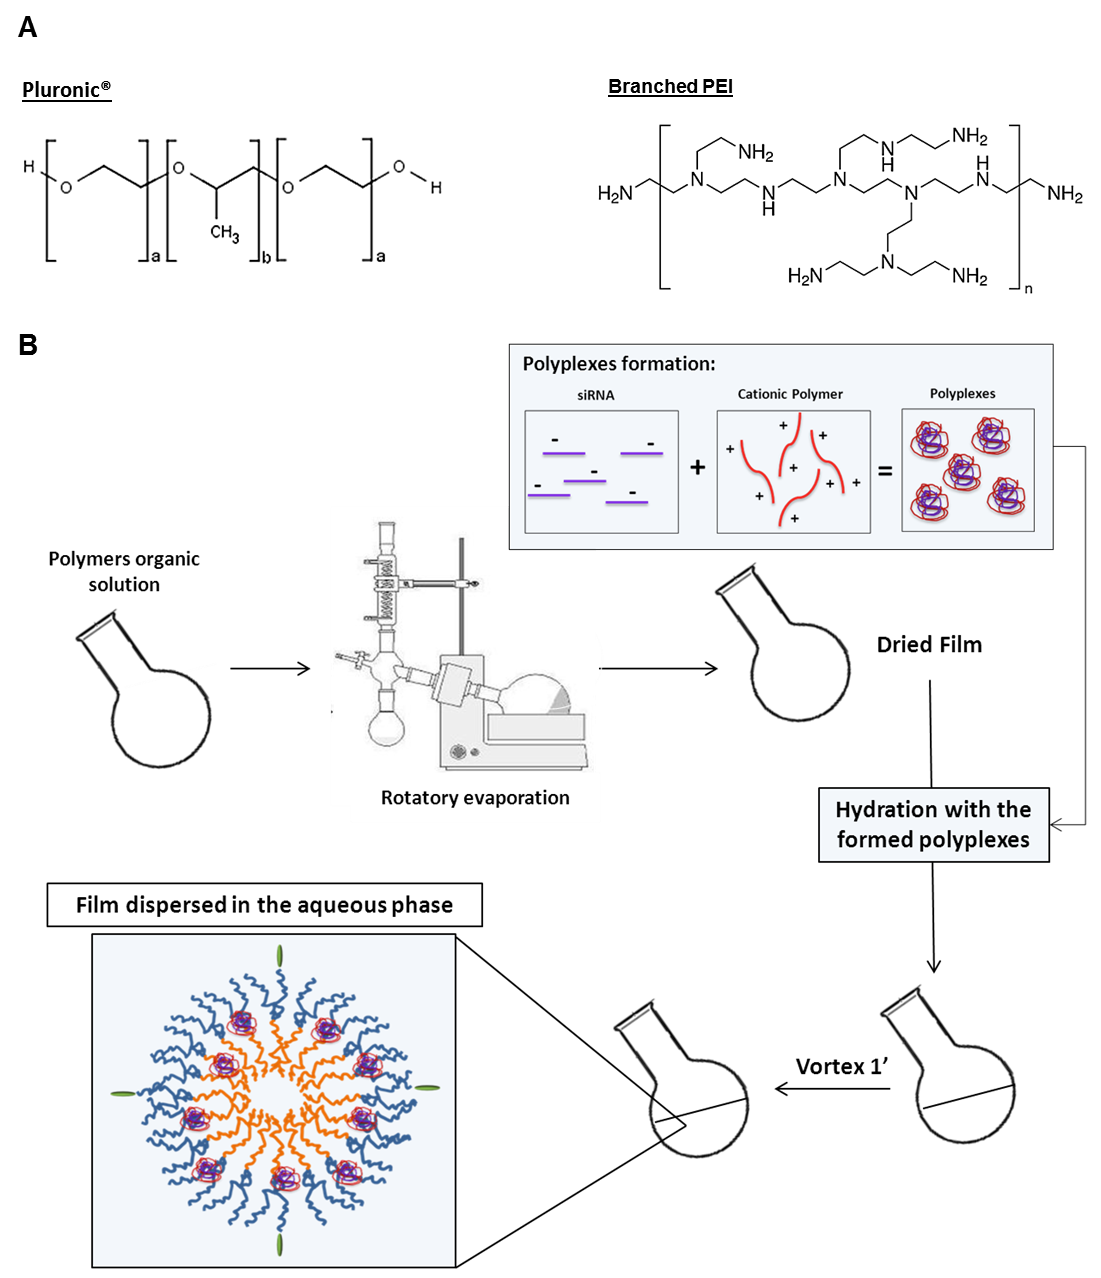 A
Pluronic®
Branched PEI
H
O
O
CH3
O
O
H
a
b
a
NH2
N
H2N
N
H
N
N
H
NH2
N
H
N
NH2
N
H2N
NH2
n
B
Polyplexes formation:
siRNA
Cationic Polymer
Polyplexes
- - - - -
+
+ + + + + + + +
=
Polymers organic
solution
Dried Film
Rotatory evaporation
Hydration with the
formed polyplexes
Film dispersed in the aqueous phase
Vortex 1’